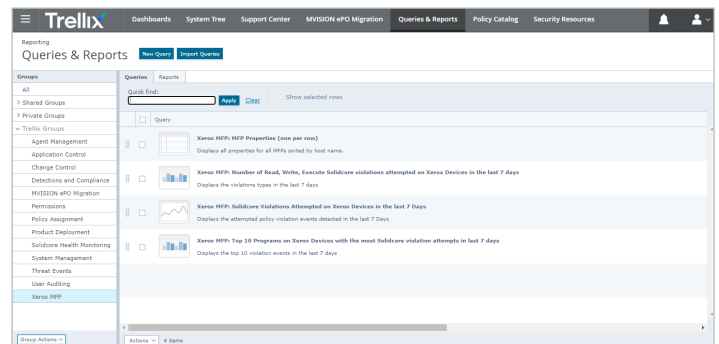 Trellix
Dashboards System Tree Support Center MVISION ePO Migration Queries & Reports Policy Catalog Security Resources
Reporting
Queries & Reports New Query Import Queries
Groups
All
Shared Groups
Private Groups
Trellix Groups
Agent Management
Application Control
Change Control
Detections and Compliance
MVISION ePO Migration
Permissions
Policy Assignment
Product Deployment
Solidcore Health Monitoring
System Management
Threat Events
User Auditing
Xerox MFP
Group Actions
Queries Reports
Quick find:
Apply Clear Show selected rows
Query
Xerox MFP: MFP Properties (one per row)
Displays all properties for all MFPs sorted by host name.
Xerox MFP: Number of Read, Write, Execute Solidcore violations attempted on Xerox Devices in the last 7 days
Displays the violations types in the last 7 days
Xerox MFP: Solidcore Violations Attempted on Xerox Devices in the last 7 Days
Displays the attempted policy violation events detected in the last 7 Days
Xerox MFP: Top 10 Programs on Xerox Devices with the most Solidcore violation attempts in last 7 days
Displays the top 10 violation events in the last 7 days
Actions 4 items